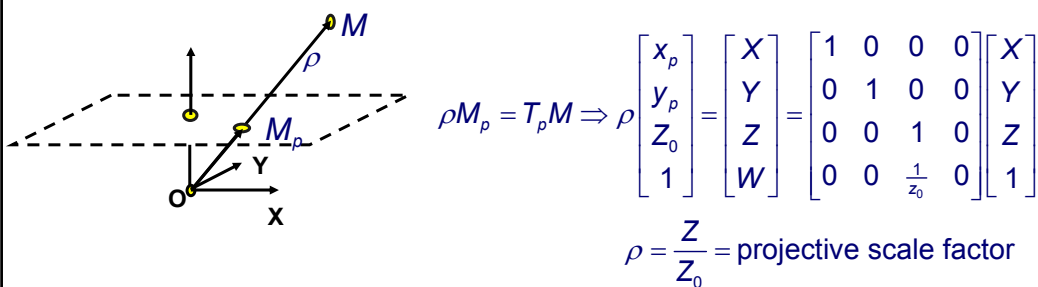 M
ρ
M_p
Y
O
X
ρM_p = T_pM ⇒ ρ [x_p y_p Z_0 1] = [X Y Z W] = [1 0 0 0; 0 1 0 0; 0 0 1 0; 0 0 1/z_0 0] [X Y Z 1]
ρ = Z/Z_0 = projective scale factor